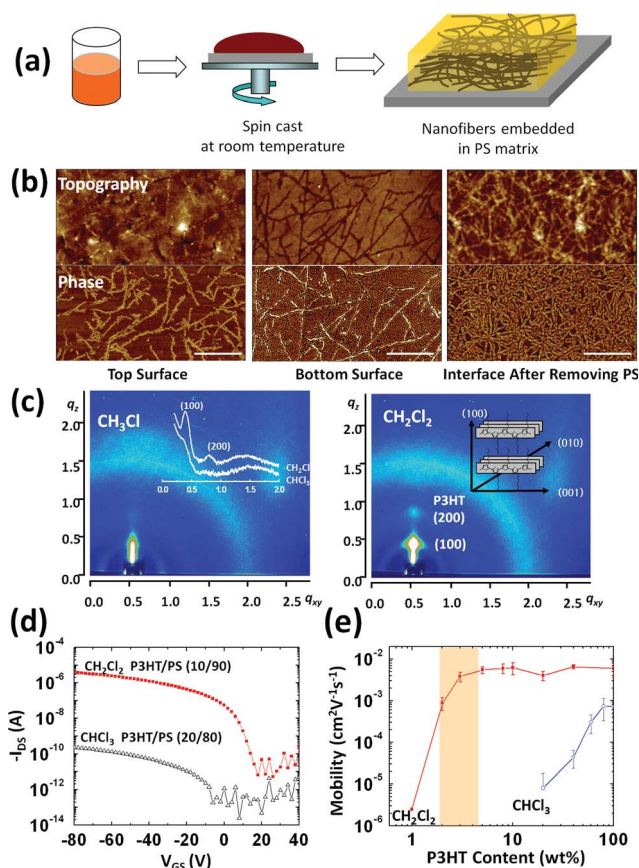 (a)
Spin cast
at room temperature
Nanofibers embedded
in PS matrix
(b)
Topography
Phase
Top Surface
Bottom Surface
Interface After Removing PS
(c)
q_z
CH3Cl
(100)
(200)
CH2Cl
CHCl3
0.0 0.5 1.0 1.5 2.0
2.0
1.5
1.0
0.5
0.0
0.0 0.5 1.0 1.5 2.0 2.5 q_xy
q_z
CH2Cl2
(100)
(010)
(001)
P3HT
(200)
(100)
2.0
1.5
1.0
0.5
0.0
0.0 0.5 1.0 1.5 2.0 2.5 q_xy
(d)
-I_DS (A)
10^-4
10^-6
10^-8
10^-10
10^-12
10^-14
CH2Cl2 P3HT/PS (10/90)
CHCl3 P3HT/PS (20/80)
-80 -60 -40 -20 0 20 40
V_GS (V)
(e)
Mobility (cm^2V^-1s^-1)
10^-2
10^-3
10^-4
10^-5
10^-6
CH2Cl2
CHCl3
1 10 100
P3HT Content (wt%)